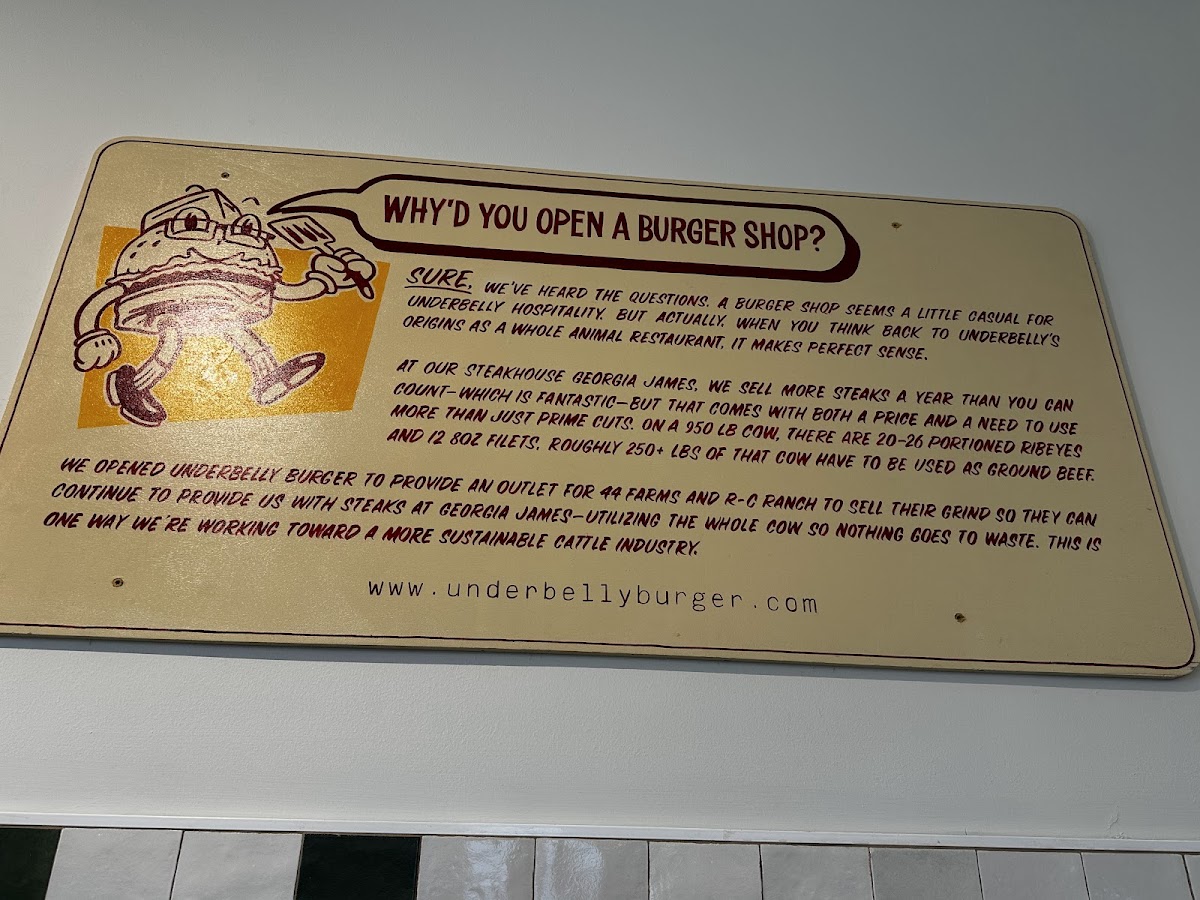 WHY'D YOU OPEN A BURGER SHOP?
SURE, WE'VE HEARD THE QUESTIONS. A BURGER SHOP SEEMS A LITTLE CASUAL FOR
UNDERBELLY HOSPITALITY. BUT ACTUALLY, WHEN YOU THINK BACK TO UNDERBELLY'S
ORIGINS AS A WHOLE ANIMAL RESTAURANT, IT MAKES PERFECT SENSE.
AT OUR STEAKHOUSE GEORGIA JAMES, WE SELL MORE STEAKS A YEAR THAN YOU CAN
COUNT—WHICH IS FANTASTIC—BUT THAT COMES WITH BOTH A PRICE AND A NEED TO USE
MORE THAN JUST PRIME CUTS. ON A 950 LB COW, THERE ARE 20-26 PORTIONED RIBEYES
AND 12 8OZ FILETS. ROUGHLY 250+ LBS OF THAT COW HAVE TO BE USED AS GROUND BEEF.
WE OPENED UNDERBELLY BURGER TO PROVIDE AN OUTLET FOR 44 FARMS AND R-C RANCH TO SELL THEIR GRIND SO THEY CAN
CONTINUE TO PROVIDE US WITH STEAKS AT GEORGIA JAMES—UTILIZING THE WHOLE COW SO NOTHING GOES TO WASTE. THIS IS
ONE WAY WE'RE WORKING TOWARD A MORE SUSTAINABLE CATTLE INDUSTRY.
www.underbellyburger.com